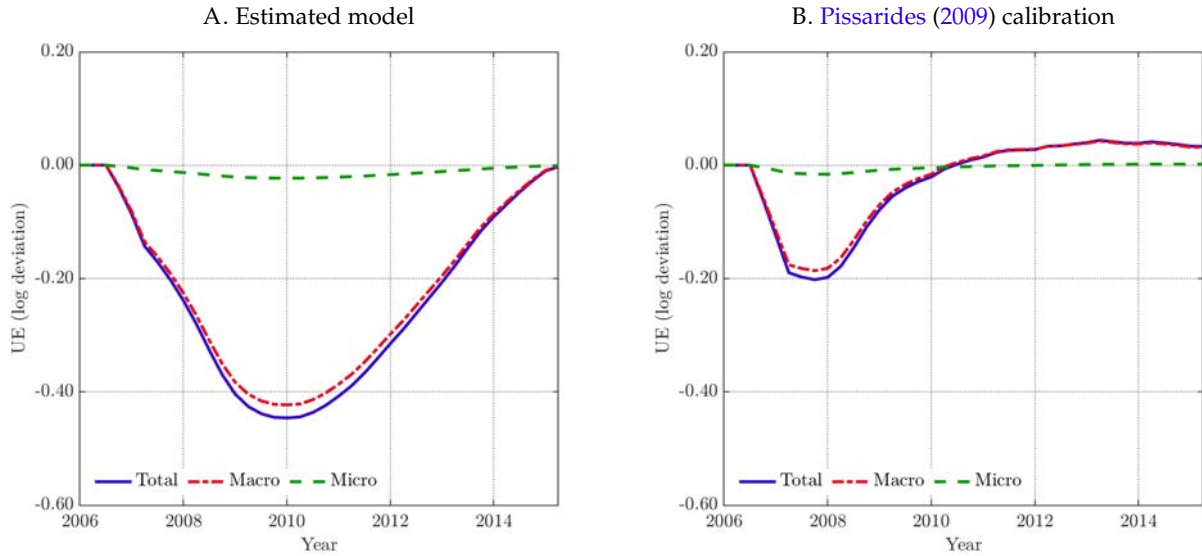 A. Estimated model
0.20
0.00
-0.20
-0.40
-0.60
UE (log deviation)
Total Macro Micro
2006 2008 2010 2012 2014
Year
B. Pissarides (2009) calibration
0.20
0.00
-0.20
-0.40
-0.60
UE (log deviation)
Total Macro Micro
2006 2008 2010 2012 2014
Year